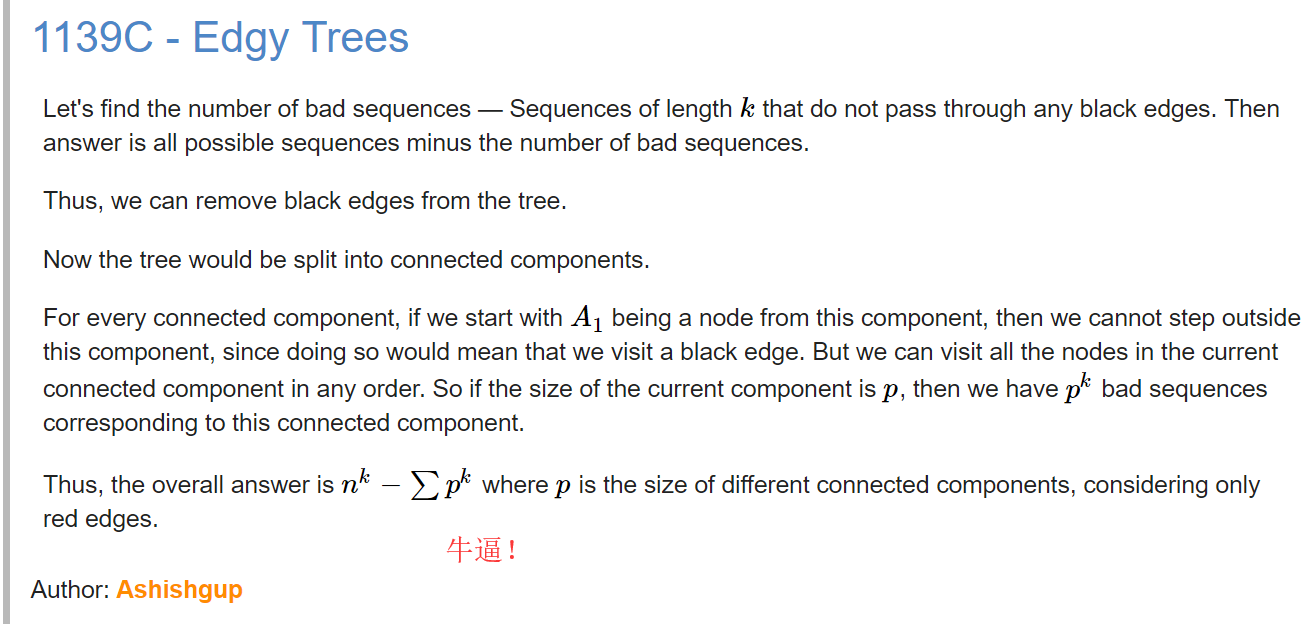 1139C - Edgy Trees
Let's find the number of bad sequences — Sequences of length k that do not pass through any black edges. Then
answer is all possible sequences minus the number of bad sequences.
Thus, we can remove black edges from the tree.
Now the tree would be split into connected components.
For every connected component, if we start with A₁ being a node from this component, then we cannot step outside
this component, since doing so would mean that we visit a black edge. But we can visit all the nodes in the current
connected component in any order. So if the size of the current component is p, then we have pᵏ bad sequences
corresponding to this connected component.
Thus, the overall answer is nᵏ − ∑ pᵏ where p is the size of different connected components, considering only
red edges.
牛逼！
Author: Ashishgup